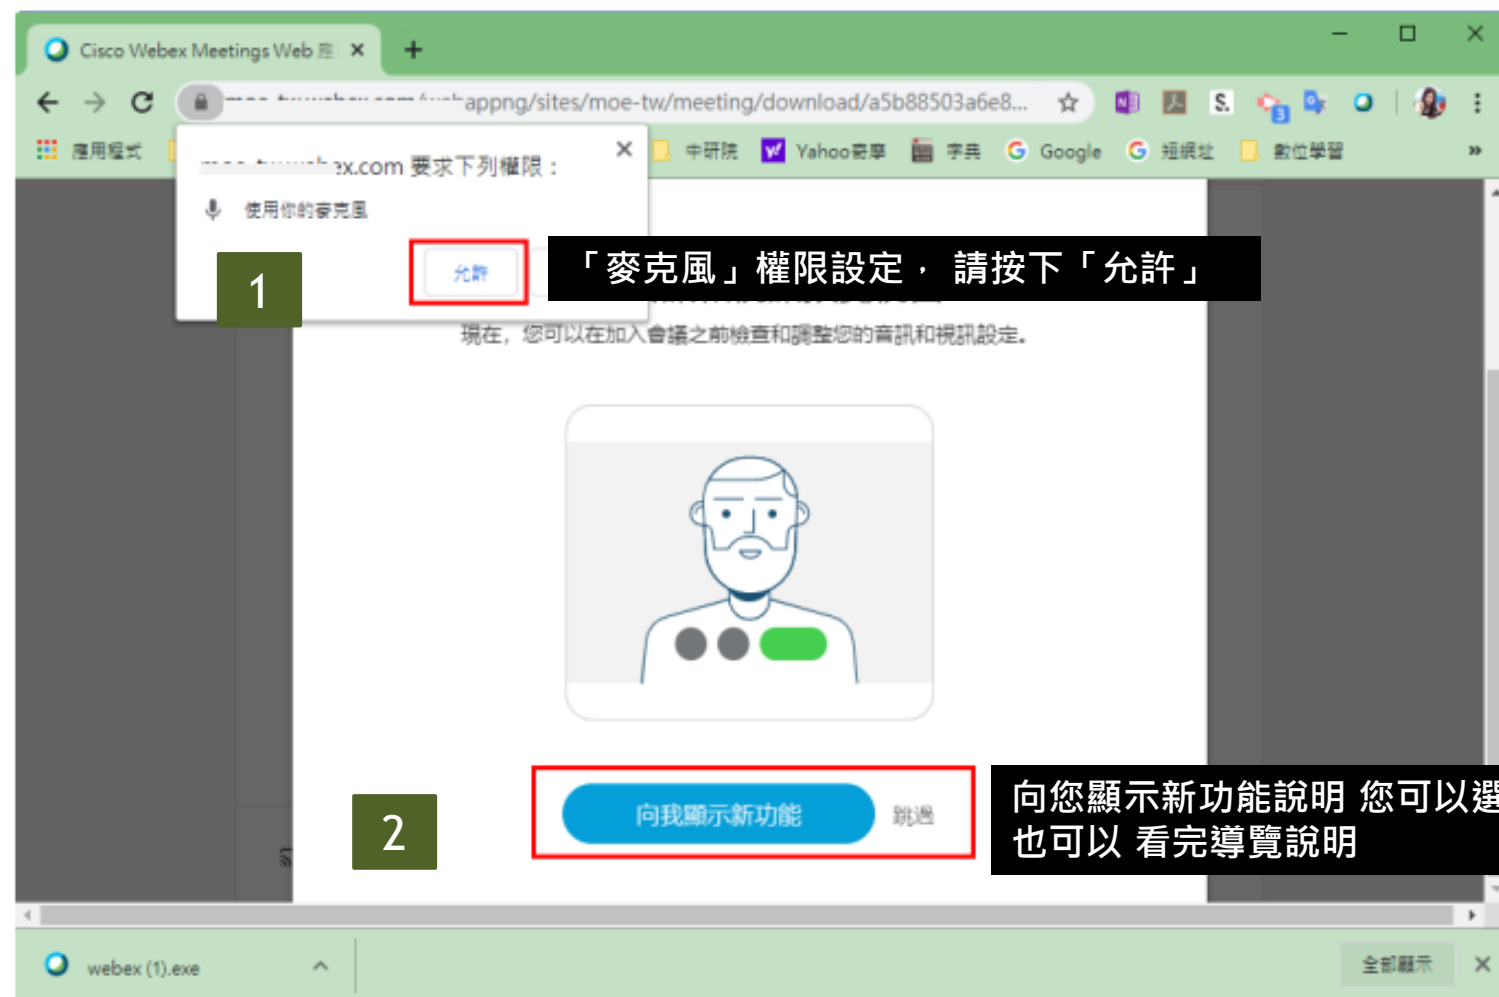 Cisco Webex Meetings Web 應
appng/sites/moe-tw/meeting/download/a5b88503a6e8...
應用程式 中研院 Yahoo奇摩 字典 Google 短網址 數位學習
ex.com 要求下列權限：
使用你的麥克風
允許
1
「麥克風」權限設定， 請按下「允許」
現在，您可以在加入會議之前檢查和調整您的音訊和視訊設定。
2
向我顯示新功能 跳過
向您顯示新功能說明 您可以選
也可以 看完導覽說明
webex (1).exe 全部顯示